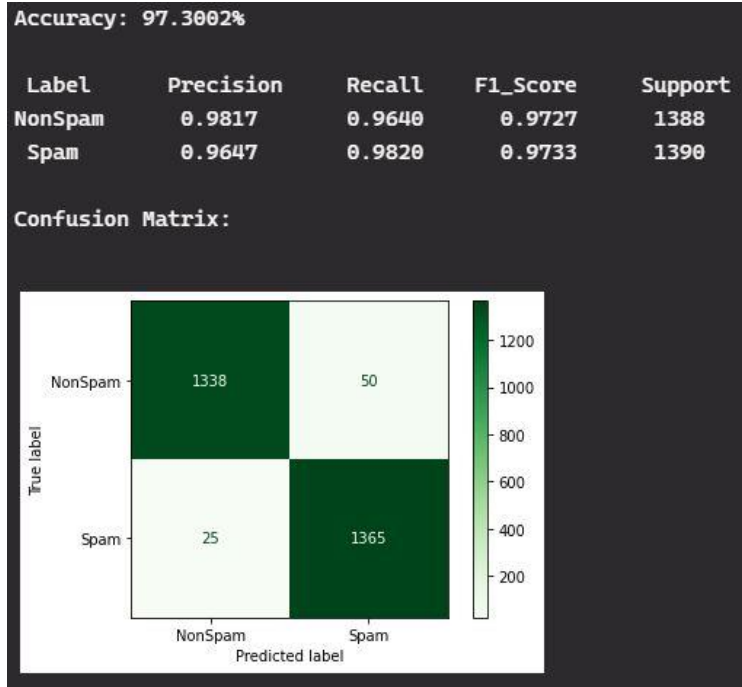 Accuracy: 97.3002%
Label Precision Recall F1_Score Support
NonSpam 0.9817 0.9640 0.9727 1388
Spam 0.9647 0.9820 0.9733 1390
Confusion Matrix:
1200
1000
800
600
400
200
NonSpam 1338 50
True label
Spam 25 1365
NonSpam Spam
Predicted label